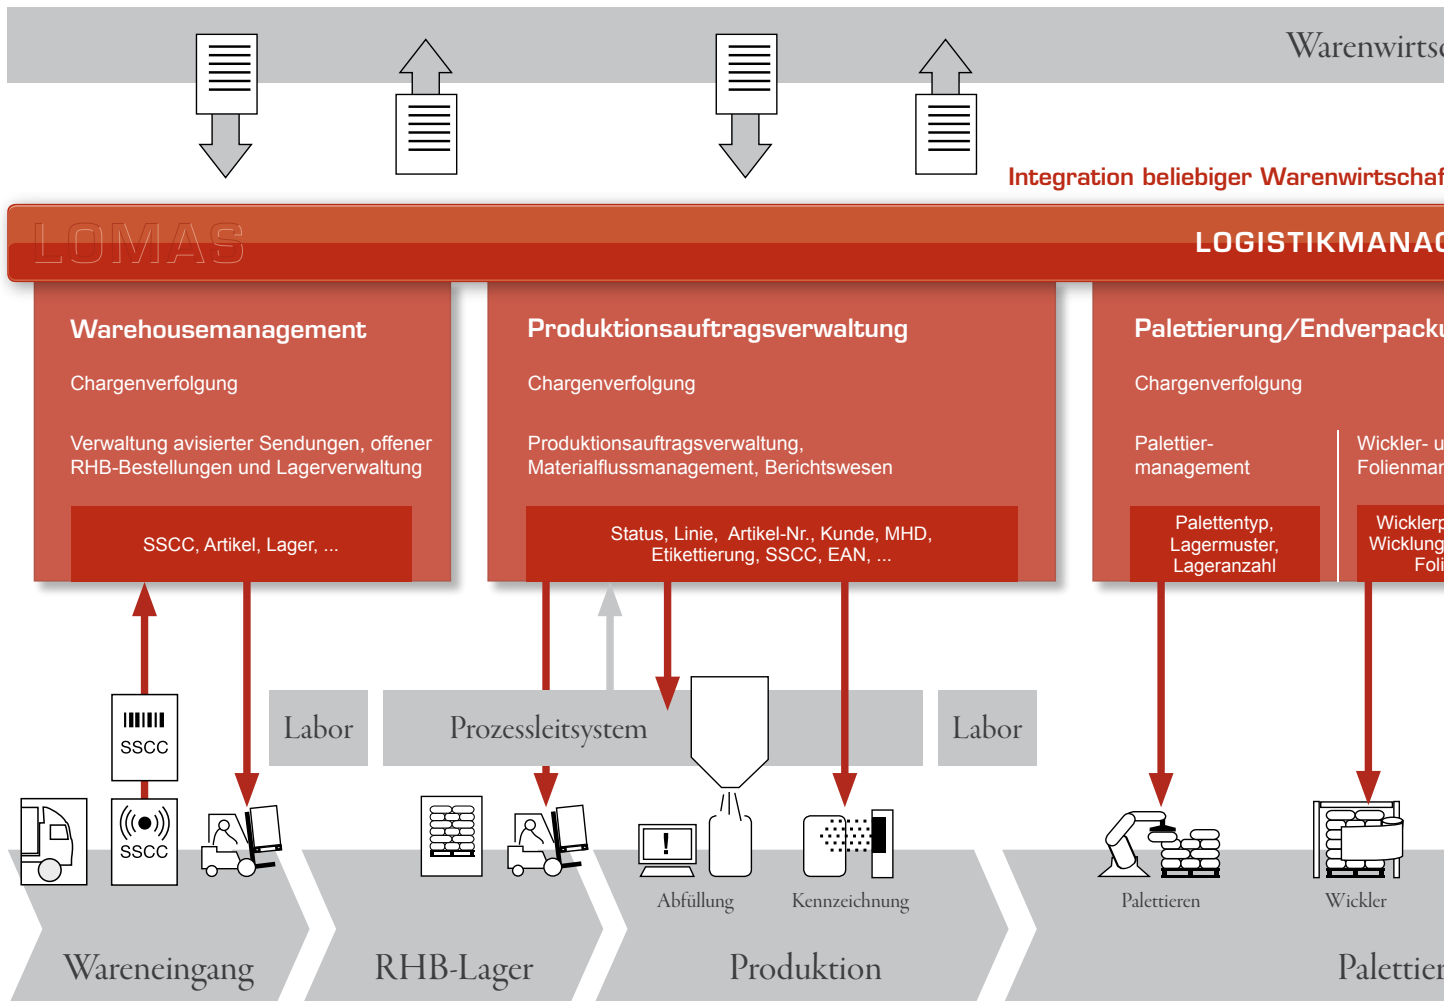 Warenwirtsc
Integration beliebiger Warenwirtschaf
LOMAS
LOGISTIKMANAG
Warehousemanagement
Chargenverfolgung
Verwaltung avisierter Sendungen, offener
RHB-Bestellungen und Lagerverwaltung
SSCC, Artikel, Lager, ...
Produktionsauftragsverwaltung
Chargenverfolgung
Produktionsauftragsverwaltung,
Materialflussmanagement, Berichtswesen
Status, Linie, Artikel-Nr., Kunde, MHD,
Etikettierung, SSCC, EAN, ...
Palettierung/Endverpacku
Chargenverfolgung
Palettier-
management
Wickler- u
Folienman
Palettentyp,
Lagermuster,
Lageranzahl
Wicklerp
Wicklung
Foli
SSCC
SSCC
Labor
Prozessleitsystem
Labor
!
Abfüllung
Kennzeichnung
Palettieren
Wickler
Wareneingang
RHB-Lager
Produktion
Palettier